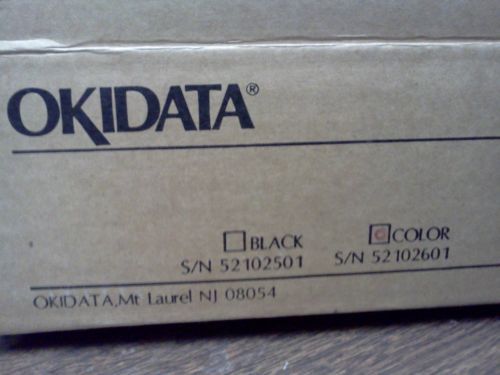 OKIDATA®
BLACK COLOR
S/N 52102501 S/N 52102601
OKIDATA, Mt Laurel NJ 08054